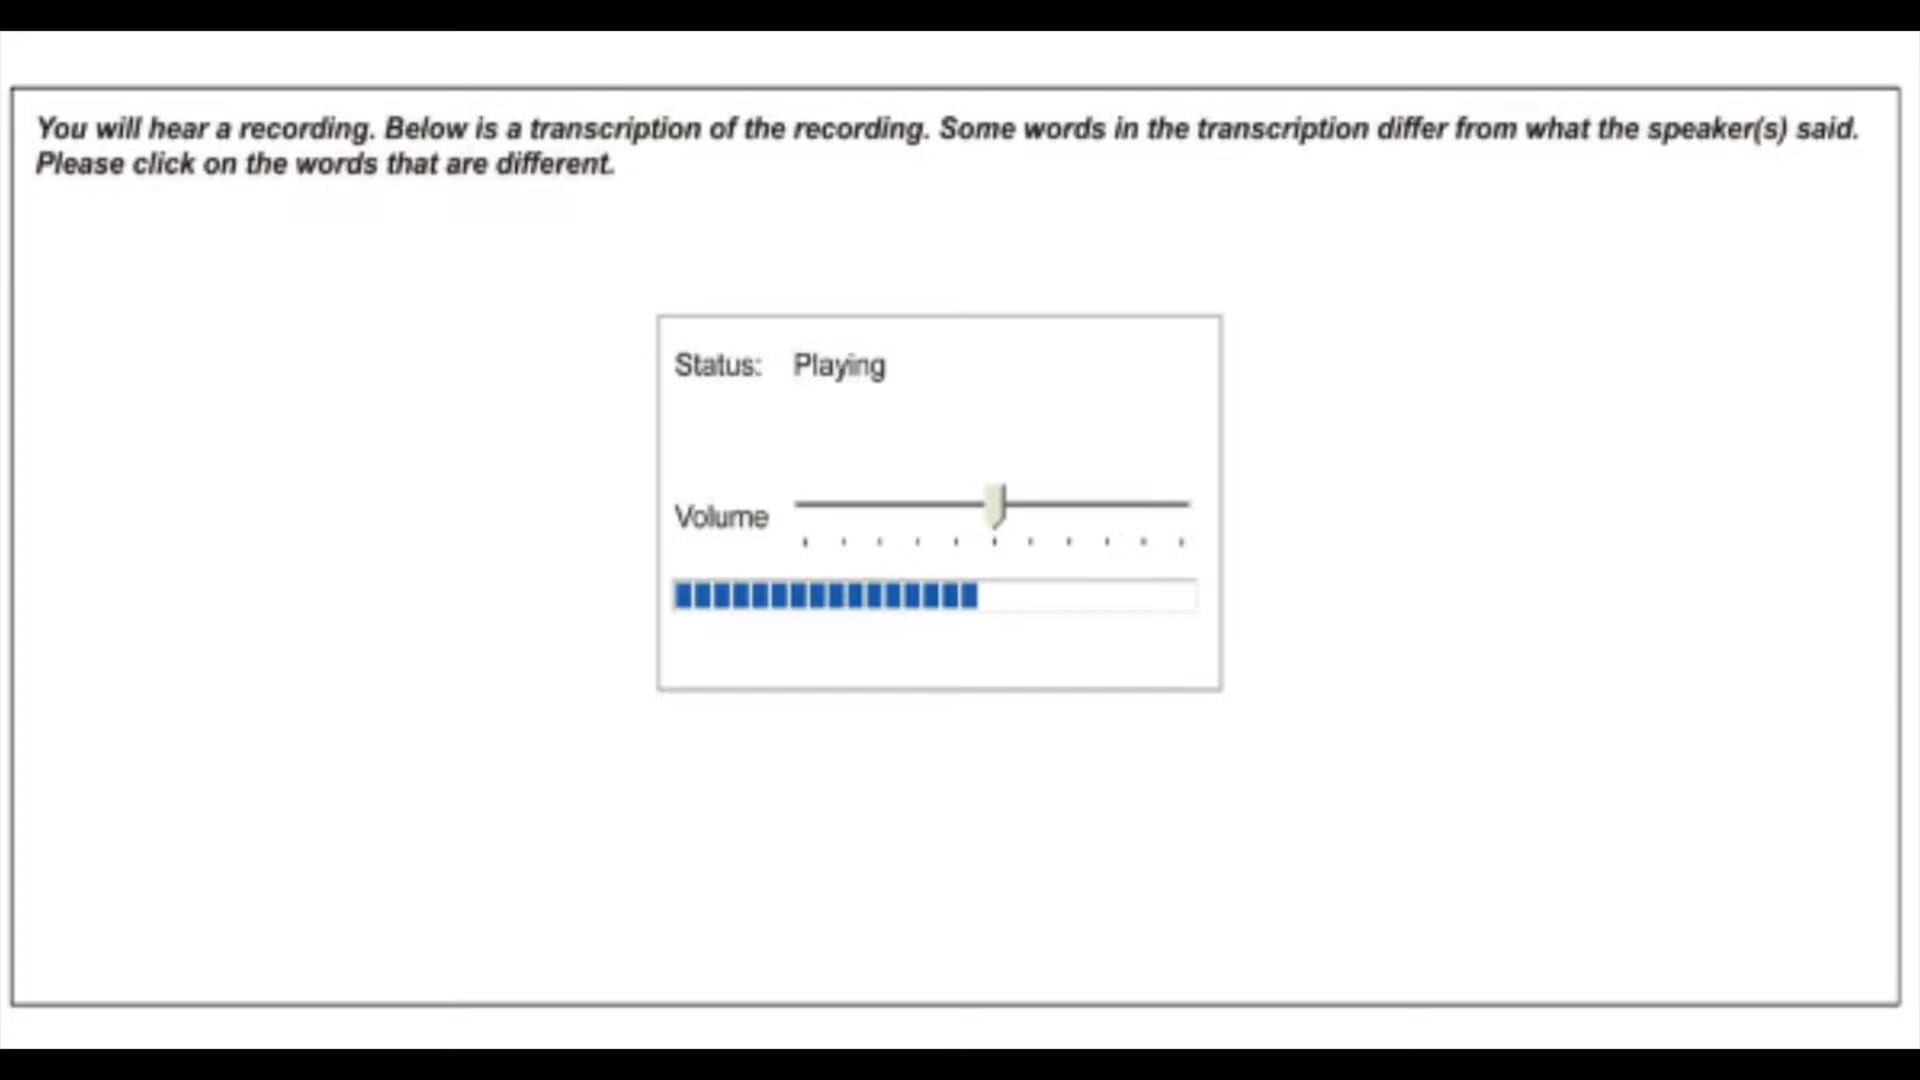 You will hear a recording. Below is a transcription of the recording. Some words in the transcription differ from what the speaker(s) said.
Please click on the words that are different.
Status: Playing
Volume